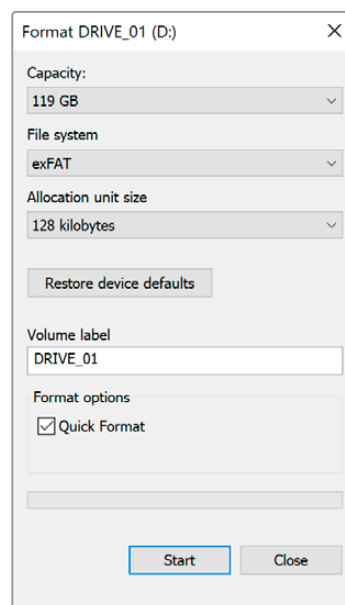 Format DRIVE_01 (D:)
Capacity:
119 GB
File system
exFAT
Allocation unit size
128 kilobytes
Restore device defaults
Volume label
DRIVE_01
Format options
Quick Format
Start Close